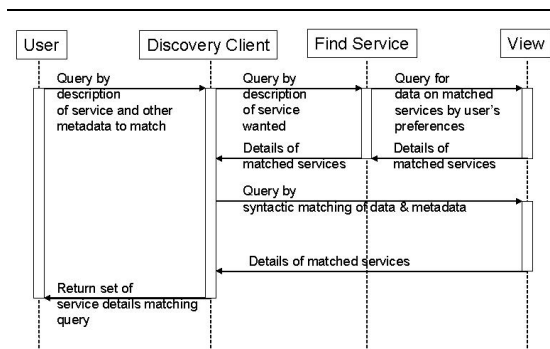 User
Discovery Client
Find Service
View
Query by
description
of service and other
metadata to match
Query by
description
of service
wanted
Query for
data on matched
services by user's
preferences
Details of
matched services
Details of
matched services
Query by
syntactic matching of data & metadata
Details of matched services
Return set of
service details matching
query